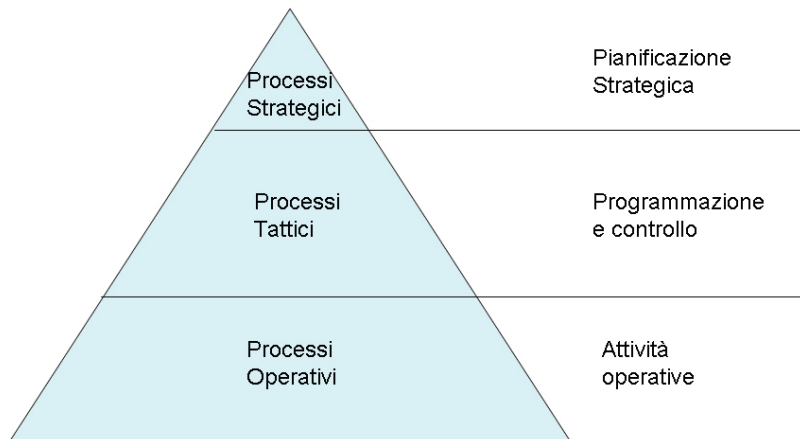 Processi
Strategici
Pianificazione
Strategica
Processi
Tattici
Programmazione
e controllo
Processi
Operativi
Attività
operative